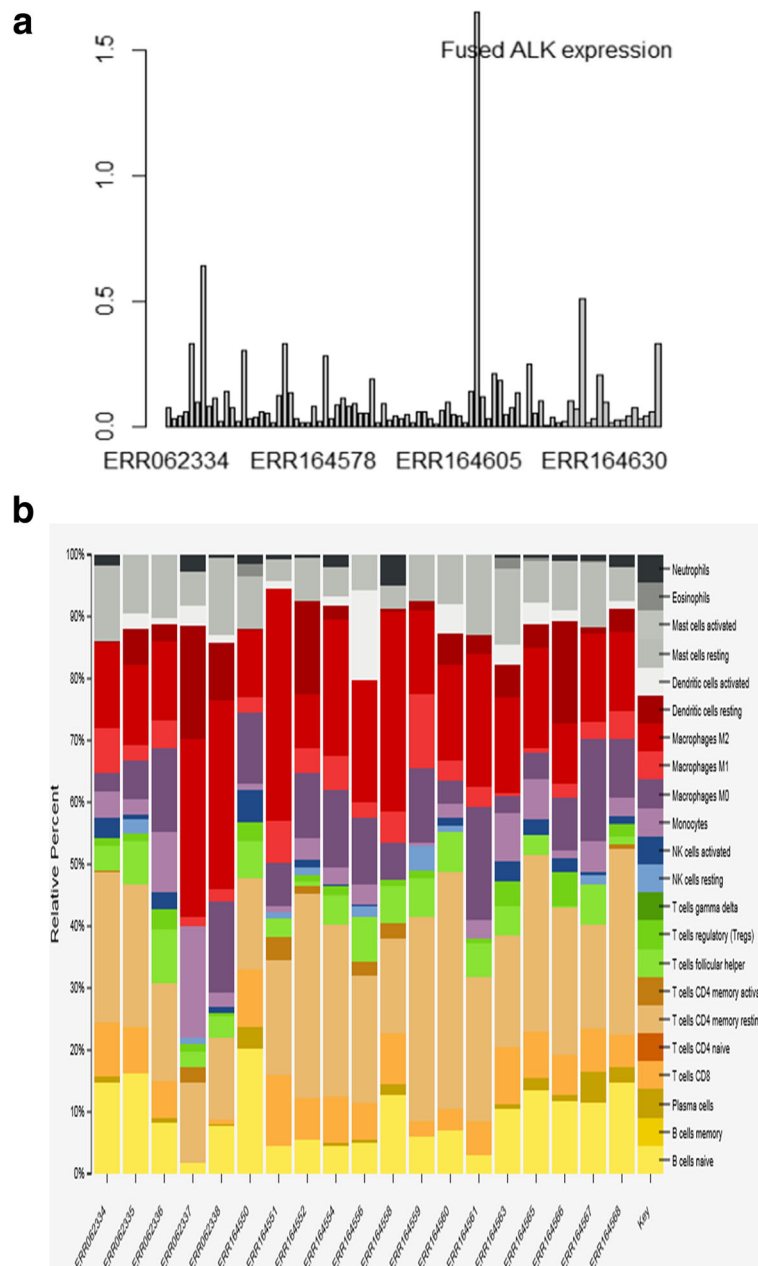 a
Fused ALK expression
1.5
1.0
0.5
0.0
ERR062334 ERR164578 ERR164605 ERR164630
b
Relative Percent
100%
90%
80%
70%
60%
50%
40%
30%
20%
10%
0%
Neutrophils
Eosinophils
Mast cells activated
Mast cells resting
Dendritic cells activated
Dendritic cells resting
Macrophages M2
Macrophages M1
Macrophages M0
Monocytes
NK cells activated
NK cells resting
T cells gamma delta
T cells regulatory (Tregs)
T cells follicular helper
T cells CD4 memory activa
T cells CD4 memory restin
T cells CD4 naive
T cells CD8
Plasma cells
B cells memory
B cells naive
ERR062334
ERR062335
ERR062336
ERR062337
ERR062338
ERR164550
ERR164551
ERR164552
ERR164554
ERR164556
ERR164558
ERR164559
ERR164560
ERR164561
ERR164563
ERR164565
ERR164566
ERR164567
ERR164568
Key